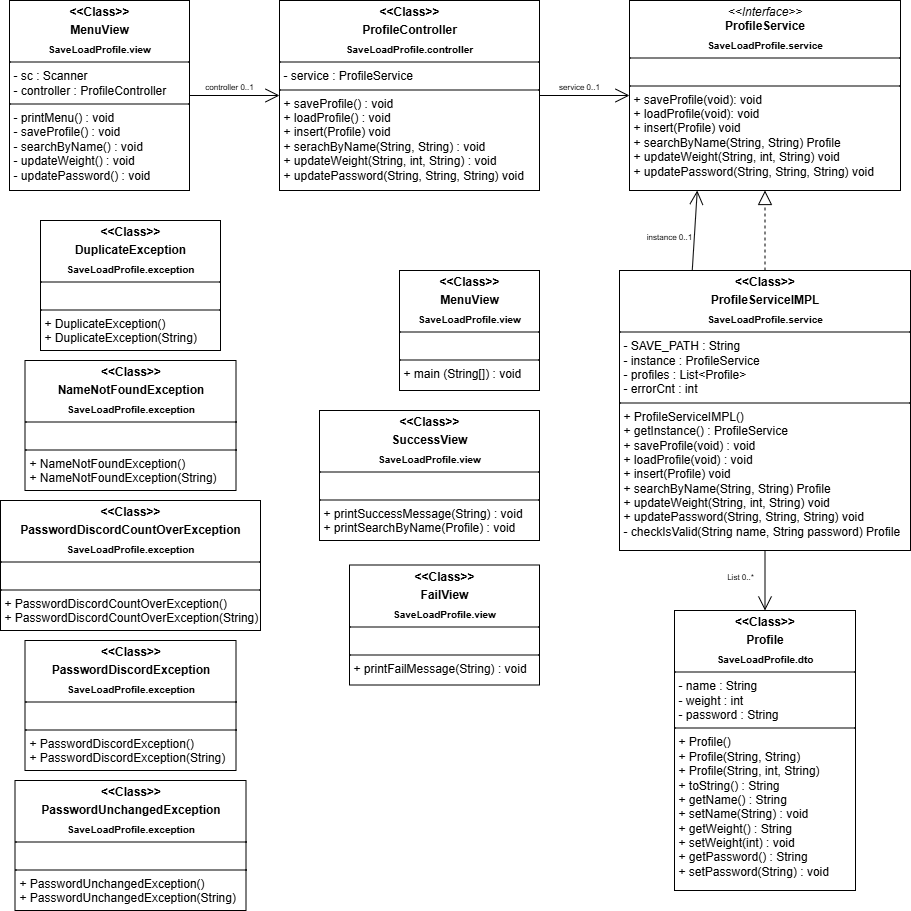 <<Class>>
MenuView
SaveLoadProfile.view
- sc : Scanner
- controller : ProfileController
- printMenu() : void
- saveProfile() : void
- searchByName() : void
- updateWeight() : void
- updatePassword() : void
controller 0..1
<<Class>>
ProfileController
SaveLoadProfile.controller
- service : ProfileService
+ saveProfile() : void
+ loadProfile() : void
+ insert(Profile) : void
+ serachByName(String, String) : void
+ updateWeight(String, int, String) : void
+ updatePassword(String, String, String) void
service 0..1
<<Interface>>
ProfileService
SaveLoadProfile.service
+ saveProfile(void): void
+ loadProfile(void): void
+ insert(Profile) void
+ searchByName(String, String) Profile
+ updateWeight(String, int, String) : void
+ updatePassword(String, String, String) void
instance 0..1
<<Class>>
DuplicateException
SaveLoadProfile.exception
+ DuplicateException()
+ DuplicateException(String)
<<Class>>
NameNotFoundException
SaveLoadProfile.exception
+ NameNotFoundException()
+ NameNotFoundException(String)
<<Class>>
PasswordDiscordCountOverException
SaveLoadProfile.exception
+ PasswordDiscordCountOverException()
+ PasswordDiscordCountOverException(String)
<<Class>>
PasswordDiscordException
SaveLoadProfile.exception
+ PasswordDiscordException()
+ PasswordDiscordException(String)
<<Class>>
PasswordUnchangedException
SaveLoadProfile.exception
+ PasswordUnchangedException()
+ PasswordUnchangedException(String)
<<Class>>
MenuView
SaveLoadProfile.view
+ main (String[]) : void
<<Class>>
SuccessView
SaveLoadProfile.view
+ printSuccessMessage(String) : void
+ printSearchByName(Profile) : void
<<Class>>
FailView
SaveLoadProfile.view
+ printFailMessage(String) : void
<<Class>>
ProfileServiceIMPL
SaveLoadProfile.service
- SAVE_PATH : String
- instance : ProfileService
- profiles : List<Profile>
- errorCnt : int
+ ProfileServiceIMPL()
+ getInstance() : ProfileService
+ saveProfile(void) : void
+ loadProfile(void) : void
+ insert(Profile) void
+ searchByName(String, String) Profile
+ updateWeight(String, int, String) : void
+ updatePassword(String, String, String) void
- checkIsValid(String name, String password) Profile
List 0..*
<<Class>>
Profile
SaveLoadProfile.dto
- name : String
- weight : int
- password : String
+ Profile()
+ Profile(String, String)
+ Profile(String, int, String)
+ toString() : String
+ getName() : String
+ setName(String) : void
+ getWeight() : String
+ setWeight(int) : void
+ getPassword() : String
+ setPassword(String) : void